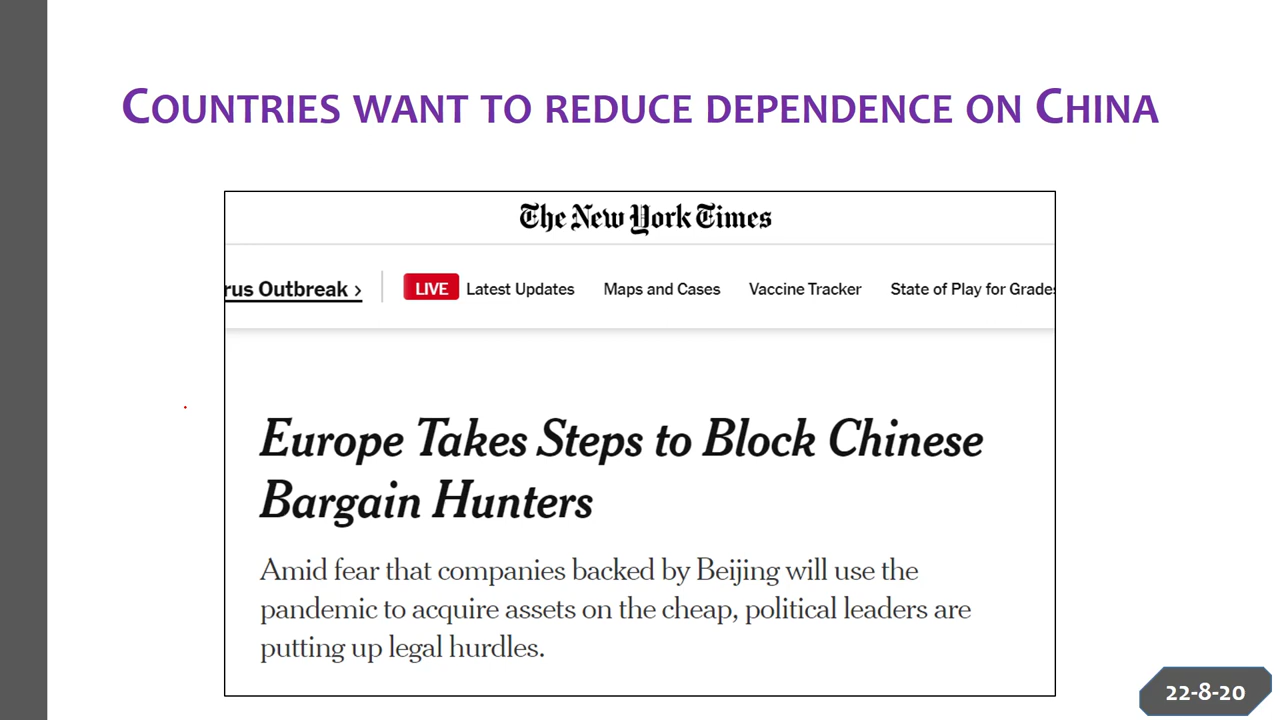 COUNTRIES WANT TO REDUCE DEPENDENCE ON CHINA
The New York Times
rus Outbreak ›
LIVE Latest Updates Maps and Cases Vaccine Tracker State of Play for Grades
Europe Takes Steps to Block Chinese
Bargain Hunters
Amid fear that companies backed by Beijing will use the
pandemic to acquire assets on the cheap, political leaders are
putting up legal hurdles.
22-8-20